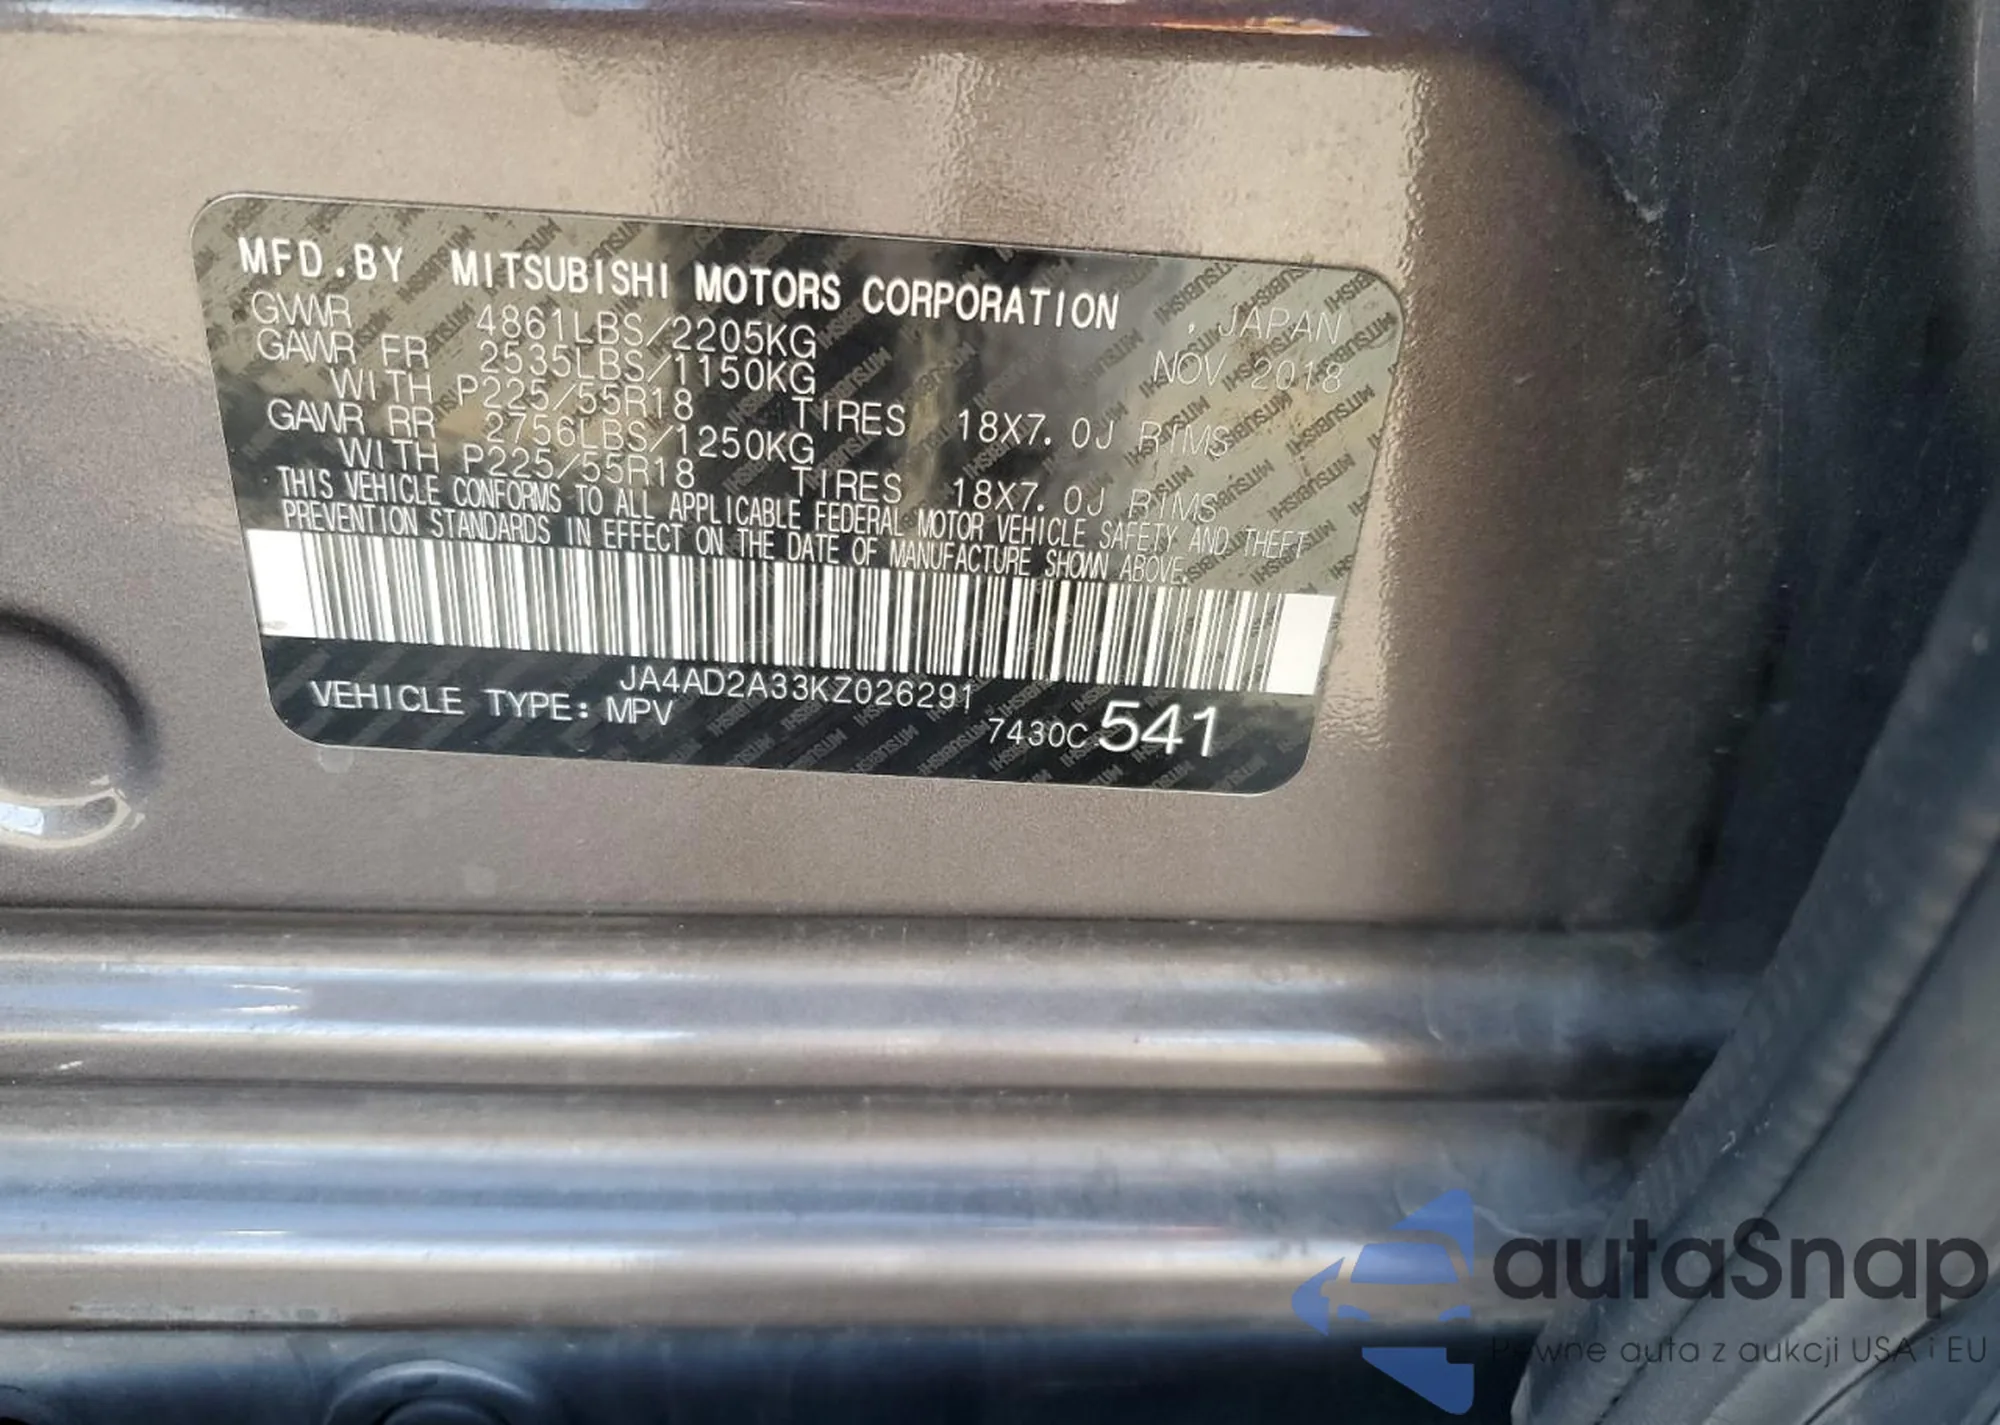 MFD.BY MITSUBISHI MOTORS CORPORATION , JAPAN
GVWR 4861LBS/2205KG NOV 2018
GAWR FR 2535LBS/1150KG
WITH P225/55R18 TIRES 18X7.0J RIMS
GAWR RR 2756LBS/1250KG
WITH P225/55R18 TIRES 18X7.0J RIMS
THIS VEHICLE CONFORMS TO ALL APPLICABLE FEDERAL MOTOR VEHICLE SAFETY AND THEFT
PREVENTION STANDARDS IN EFFECT ON THE DATE OF MANUFACTURE SHOWN ABOVE.
JA4AD2A33KZ026291
VEHICLE TYPE: MPV
7430C 541
autaSnap
Pewne auta z aukcji USA i EU